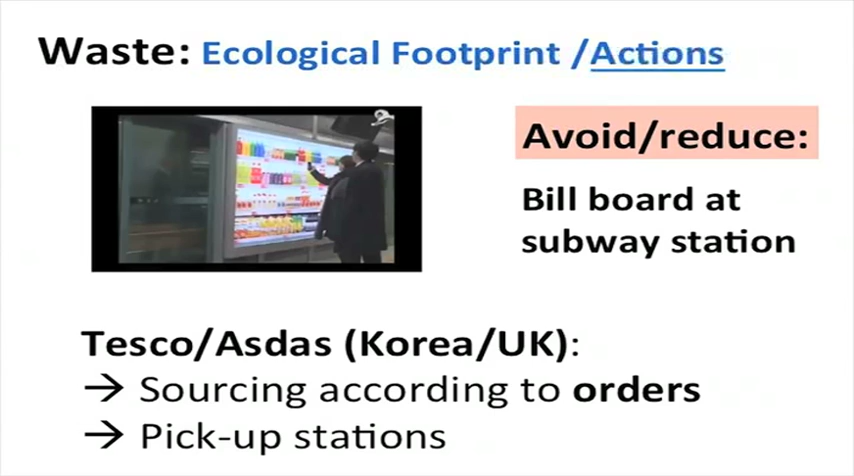 Waste: Ecological Footprint /Actions
Avoid/reduce:
Bill board at
subway station
Tesco/Asdas (Korea/UK):
→ Sourcing according to orders
→ Pick-up stations